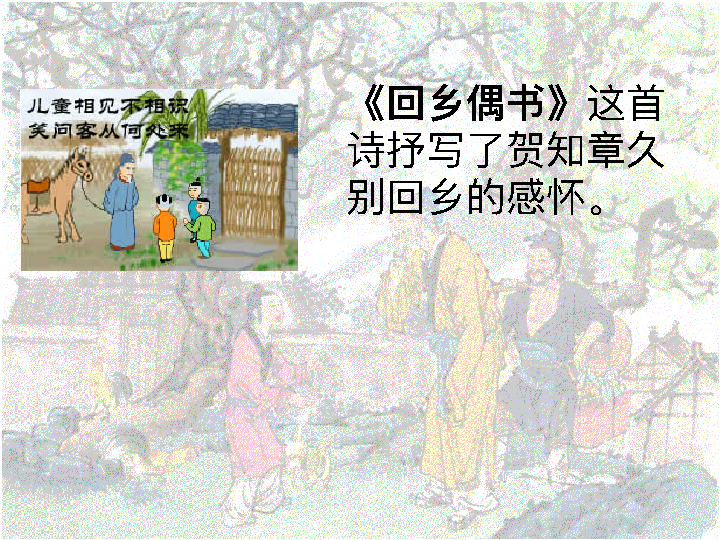 儿童相见不相识
笑问客从何处来
《回乡偶书》这首
诗抒写了贺知章久
别回乡的感怀。